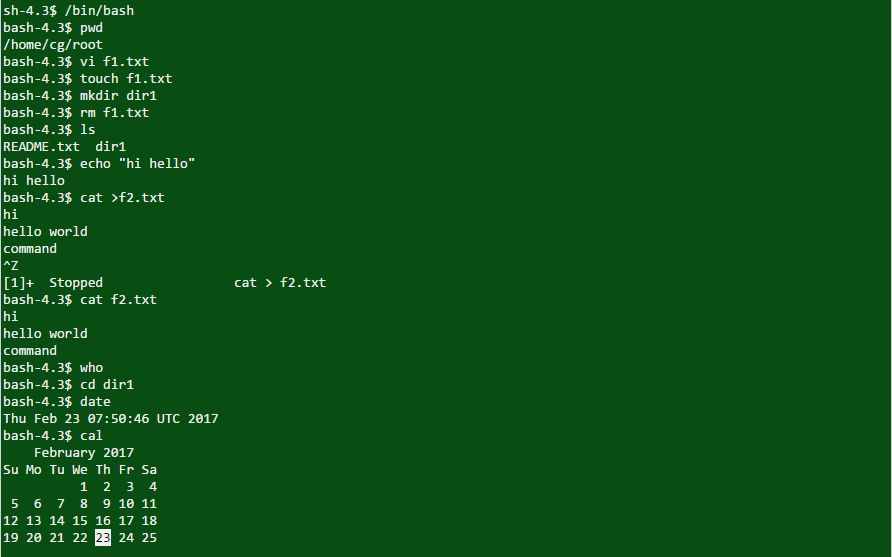 sh-4.3$ /bin/bash
bash-4.3$ pwd
/home/cg/root
bash-4.3$ vi f1.txt
bash-4.3$ touch f1.txt
bash-4.3$ mkdir dir1
bash-4.3$ rm f1.txt
bash-4.3$ ls
README.txt  dir1
bash-4.3$ echo "hi hello"
hi hello
bash-4.3$ cat >f2.txt
hi
hello world
command
^Z
[1]+  Stopped                 cat > f2.txt
bash-4.3$ cat f2.txt
hi
hello world
command
bash-4.3$ who
bash-4.3$ cd dir1
bash-4.3$ date
Thu Feb 23 07:50:46 UTC 2017
bash-4.3$ cal
    February 2017
Su Mo Tu We Th Fr Sa
          1  2  3  4
 5  6  7  8  9 10 11
12 13 14 15 16 17 18
19 20 21 22 23 24 25